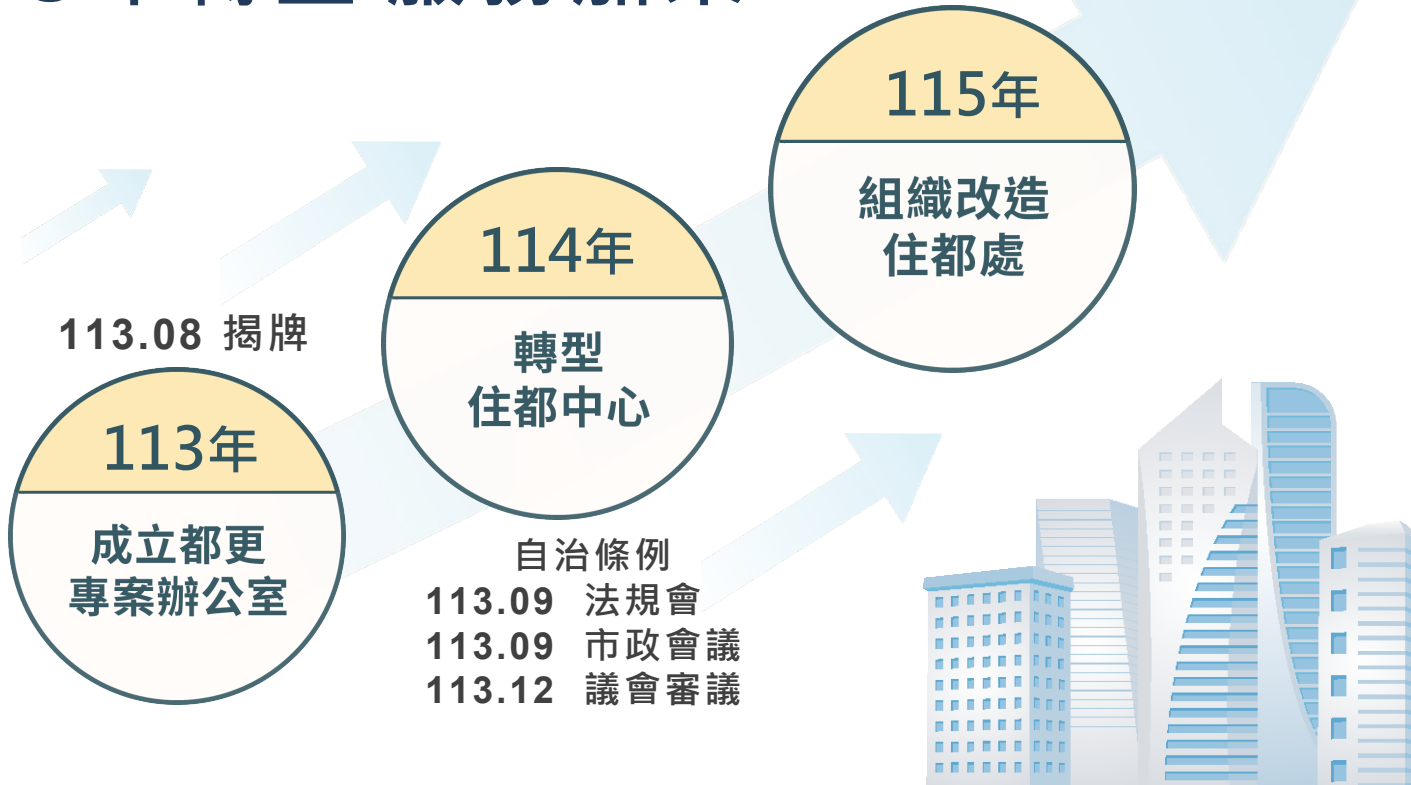 113.08 揭牌
113年
成立都更
專案辦公室
114年
轉型
住都中心
自治條例
113.09 法規會
113.09 市政會議
113.12 議會審議
115年
組織改造
住都處